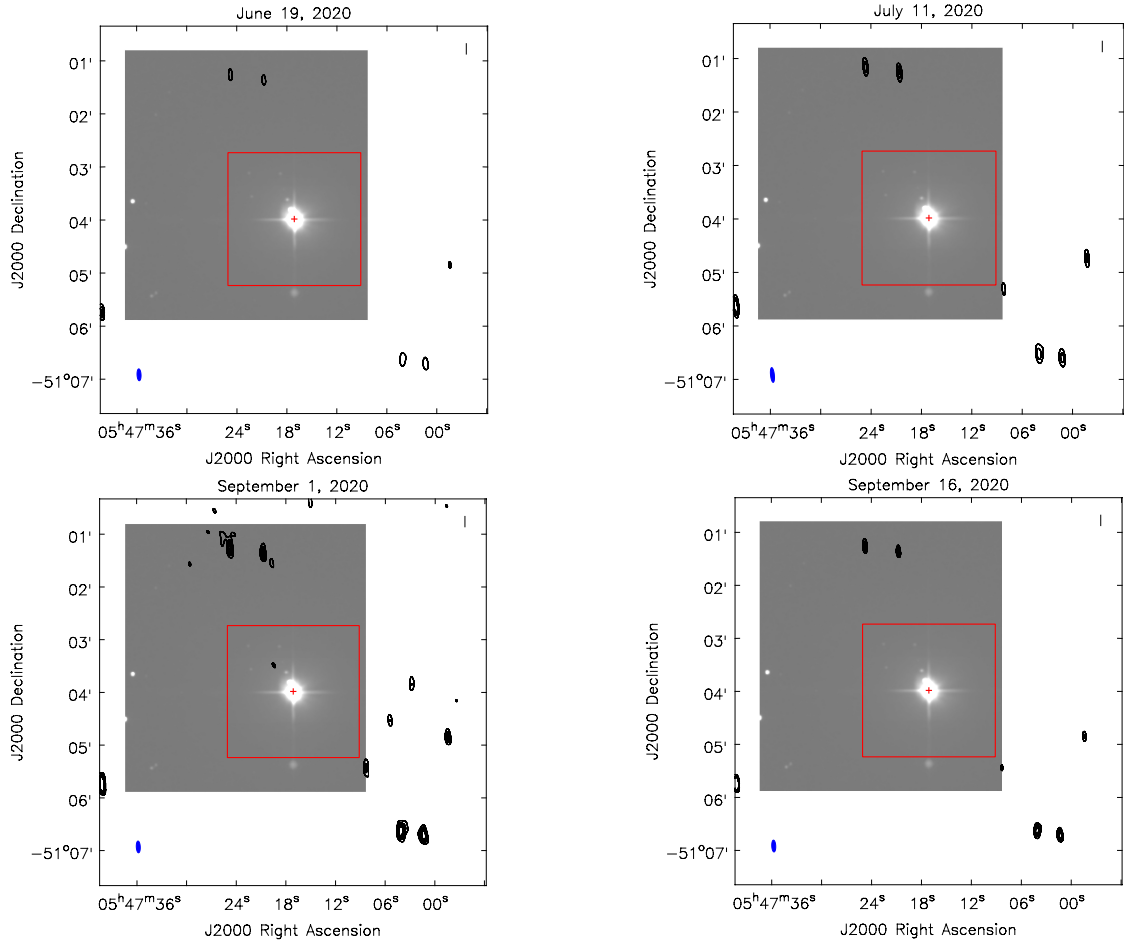 June 19, 2020
I
01'
02'
03'
04'
05'
06'
−51°07'
J2000 Declination
05ʰ47ᵐ36ˢ 24ˢ 18ˢ 12ˢ 06ˢ 00ˢ
J2000 Right Ascension
July 11, 2020
I
01'
02'
03'
04'
05'
06'
−51°07'
J2000 Declination
05ʰ47ᵐ36ˢ 24ˢ 18ˢ 12ˢ 06ˢ 00ˢ
J2000 Right Ascension
September 1, 2020
I
01'
02'
03'
04'
05'
06'
−51°07'
J2000 Declination
05ʰ47ᵐ36ˢ 24ˢ 18ˢ 12ˢ 06ˢ 00ˢ
J2000 Right Ascension
September 16, 2020
I
01'
02'
03'
04'
05'
06'
−51°07'
J2000 Declination
05ʰ47ᵐ36ˢ 24ˢ 18ˢ 12ˢ 06ˢ 00ˢ
J2000 Right Ascension